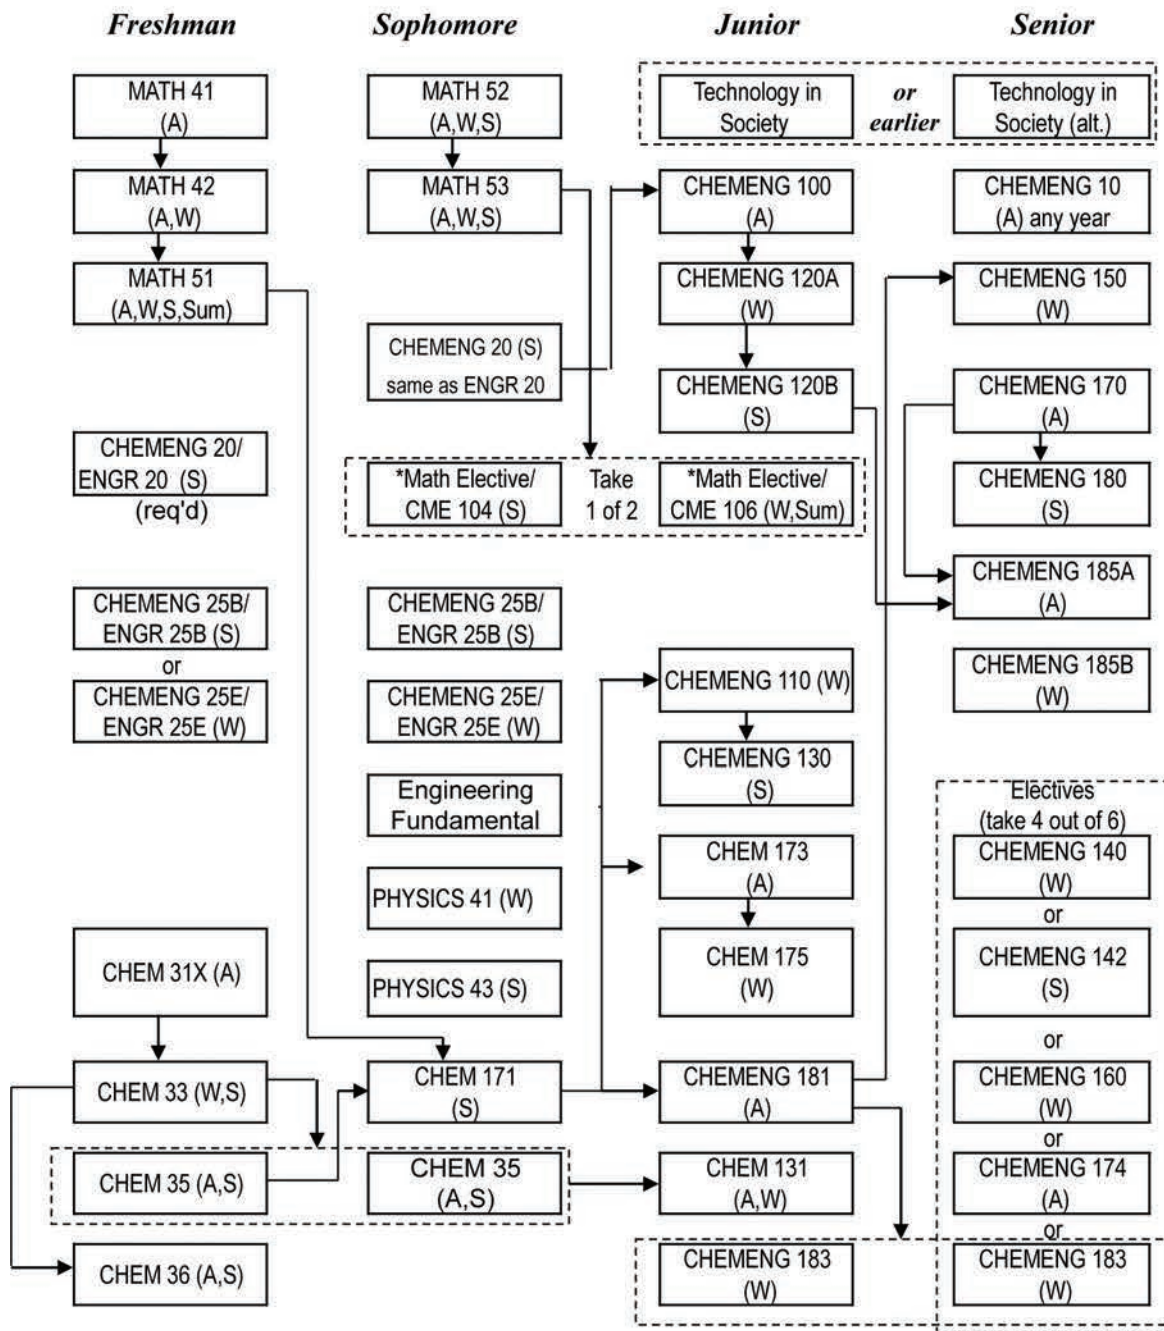 Freshman
Sophomore
Junior
Senior
MATH 41
(A)
MATH 42
(A,W)
MATH 51
(A,W,S,Sum)
CHEMENG 20/
ENGR 20 (S)
(req'd)
CHEMENG 25B/
ENGR 25B (S)
or
CHEMENG 25E/
ENGR 25E (W)
CHEM 31X (A)
CHEM 33 (W,S)
CHEM 35 (A,S)
CHEM 36 (A,S)
MATH 52
(A,W,S)
MATH 53
(A,W,S)
CHEMENG 20 (S)
same as ENGR 20
*Math Elective/
CME 104 (S)
Take
1 of 2
*Math Elective/
CME 106 (W,Sum)
CHEMENG 25B/
ENGR 25B (S)
CHEMENG 25E/
ENGR 25E (W)
Engineering
Fundamental
PHYSICS 41 (W)
PHYSICS 43 (S)
CHEM 171
(S)
CHEM 35
(A,S)
Technology in
Society
or
earlier
Technology in
Society (alt.)
CHEMENG 100
(A)
CHEMENG 120A
(W)
CHEMENG 120B
(S)
CHEMENG 110 (W)
CHEMENG 130
(S)
CHEM 173
(A)
CHEM 175
(W)
CHEMENG 181
(A)
CHEM 131
(A,W)
CHEMENG 183
(W)
CHEMENG 10
(A) any year
CHEMENG 150
(W)
CHEMENG 170
(A)
CHEMENG 180
(S)
CHEMENG 185A
(A)
CHEMENG 185B
(W)
Electives
(take 4 out of 6)
CHEMENG 140
(W)
or
CHEMENG 142
(S)
or
CHEMENG 160
(W)
or
CHEMENG 174
(A)
or
CHEMENG 183
(W)